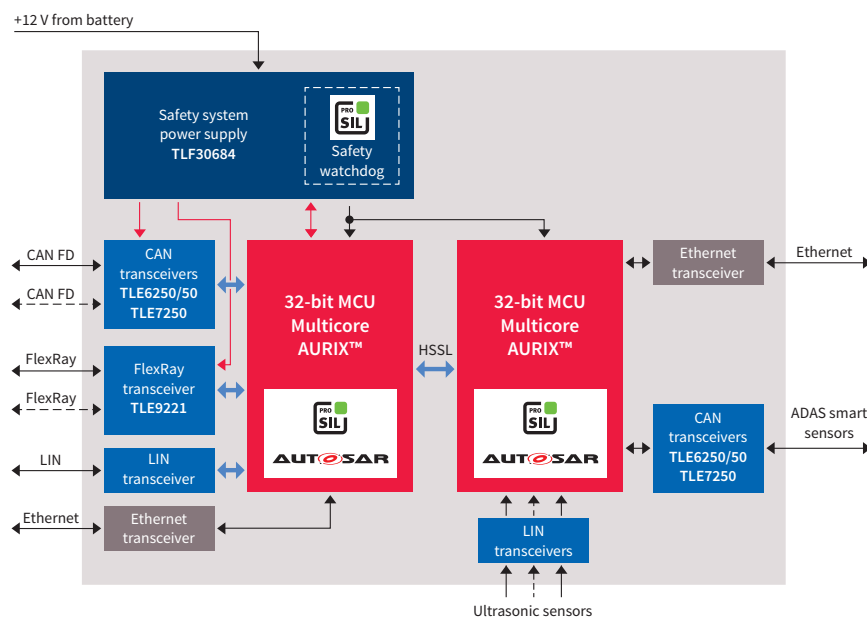 +12 V from battery
Safety system
power supply
TLF30684
PRO
SIL
Safety
watchdog
CAN FD
CAN FD
CAN
transceivers
TLE6250/50
TLE7250
FlexRay
FlexRay
FlexRay
transceiver
TLE9221
LIN
LIN
transceiver
Ethernet
Ethernet
transceiver
32-bit MCU
Multicore
AURIX™
PRO
SIL
AUTOSAR
HSSL
32-bit MCU
Multicore
AURIX™
PRO
SIL
AUTOSAR
Ethernet
transceiver
Ethernet
CAN
transceivers
TLE6250/50
TLE7250
ADAS smart
sensors
LIN
transceivers
Ultrasonic sensors